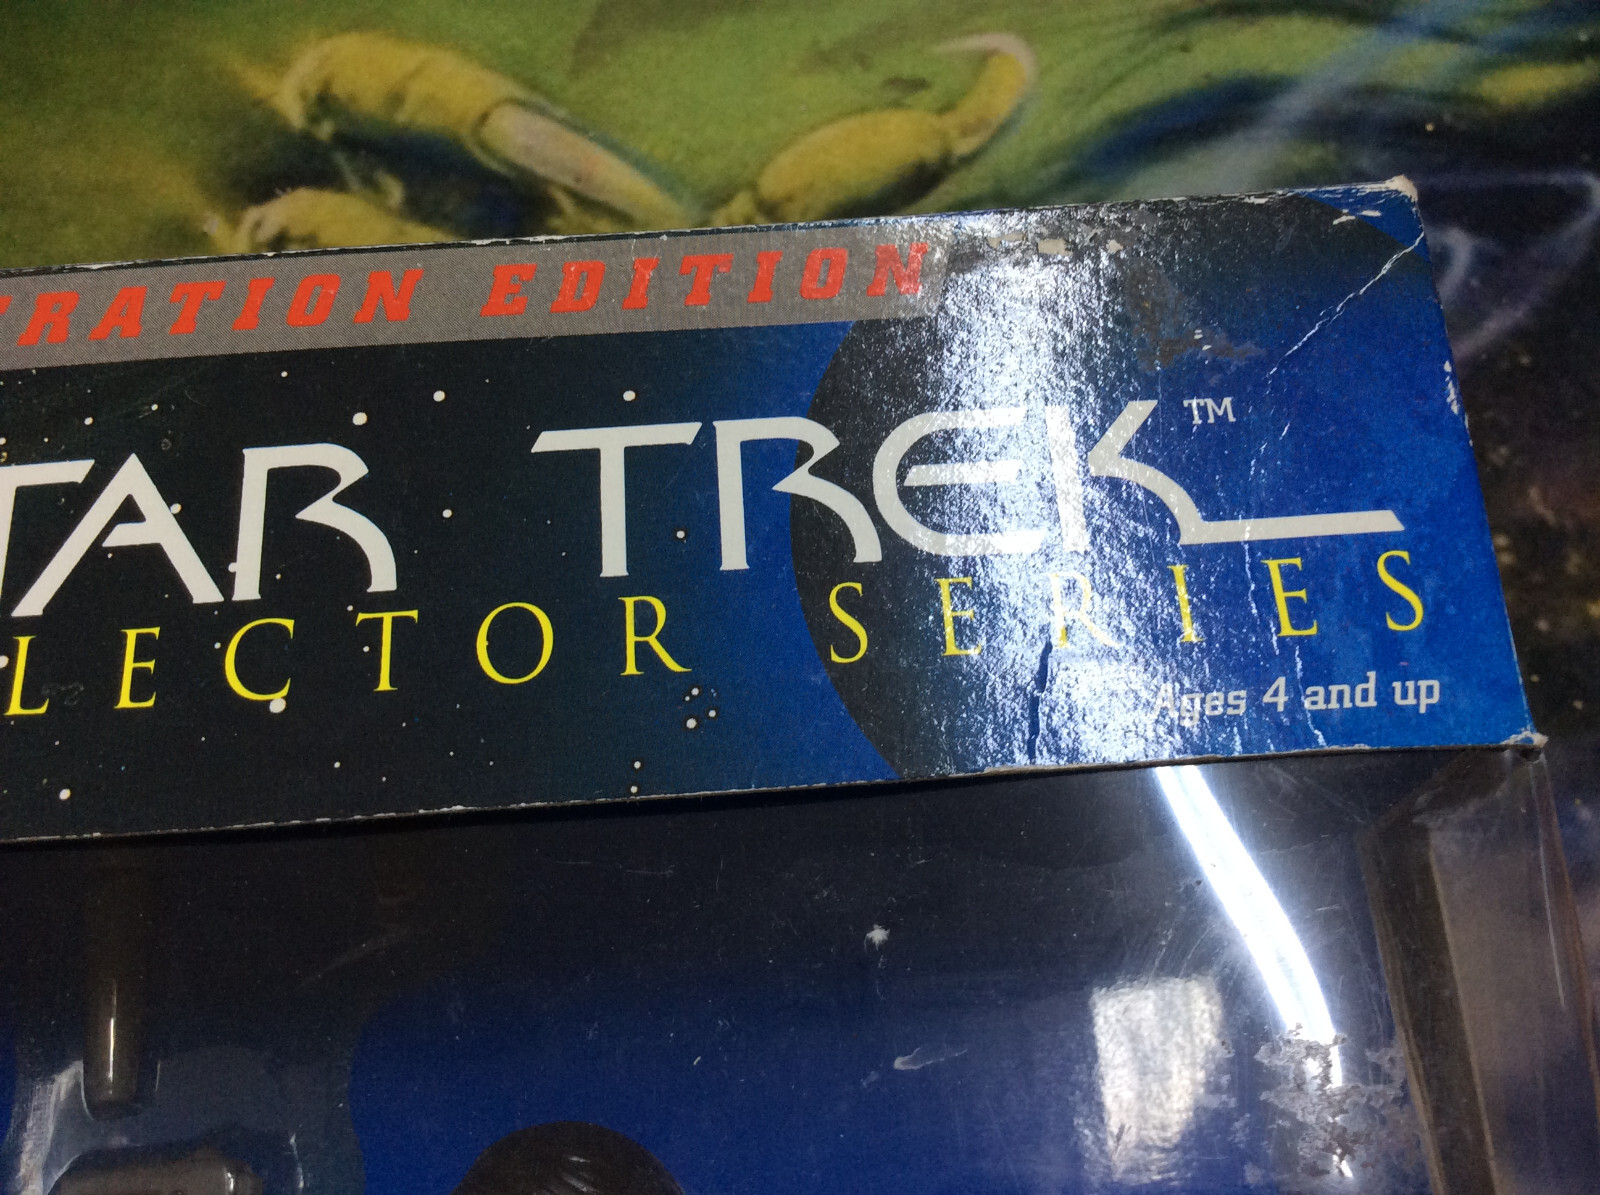 RATION EDITION
TAR TREK™
LECTOR SERIES
Ages 4 and up